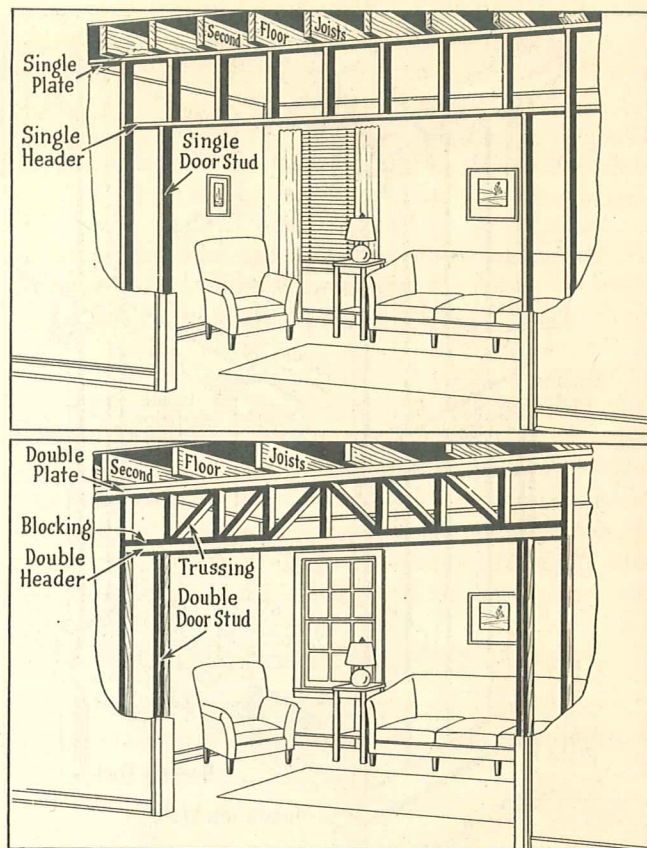 Second Floor Joists
Single
Plate
Single
Header
Single
Door Stud
Double
Plate
Second Floor Joists
Blocking
Double
Header
Trussing
Double
Door Stud